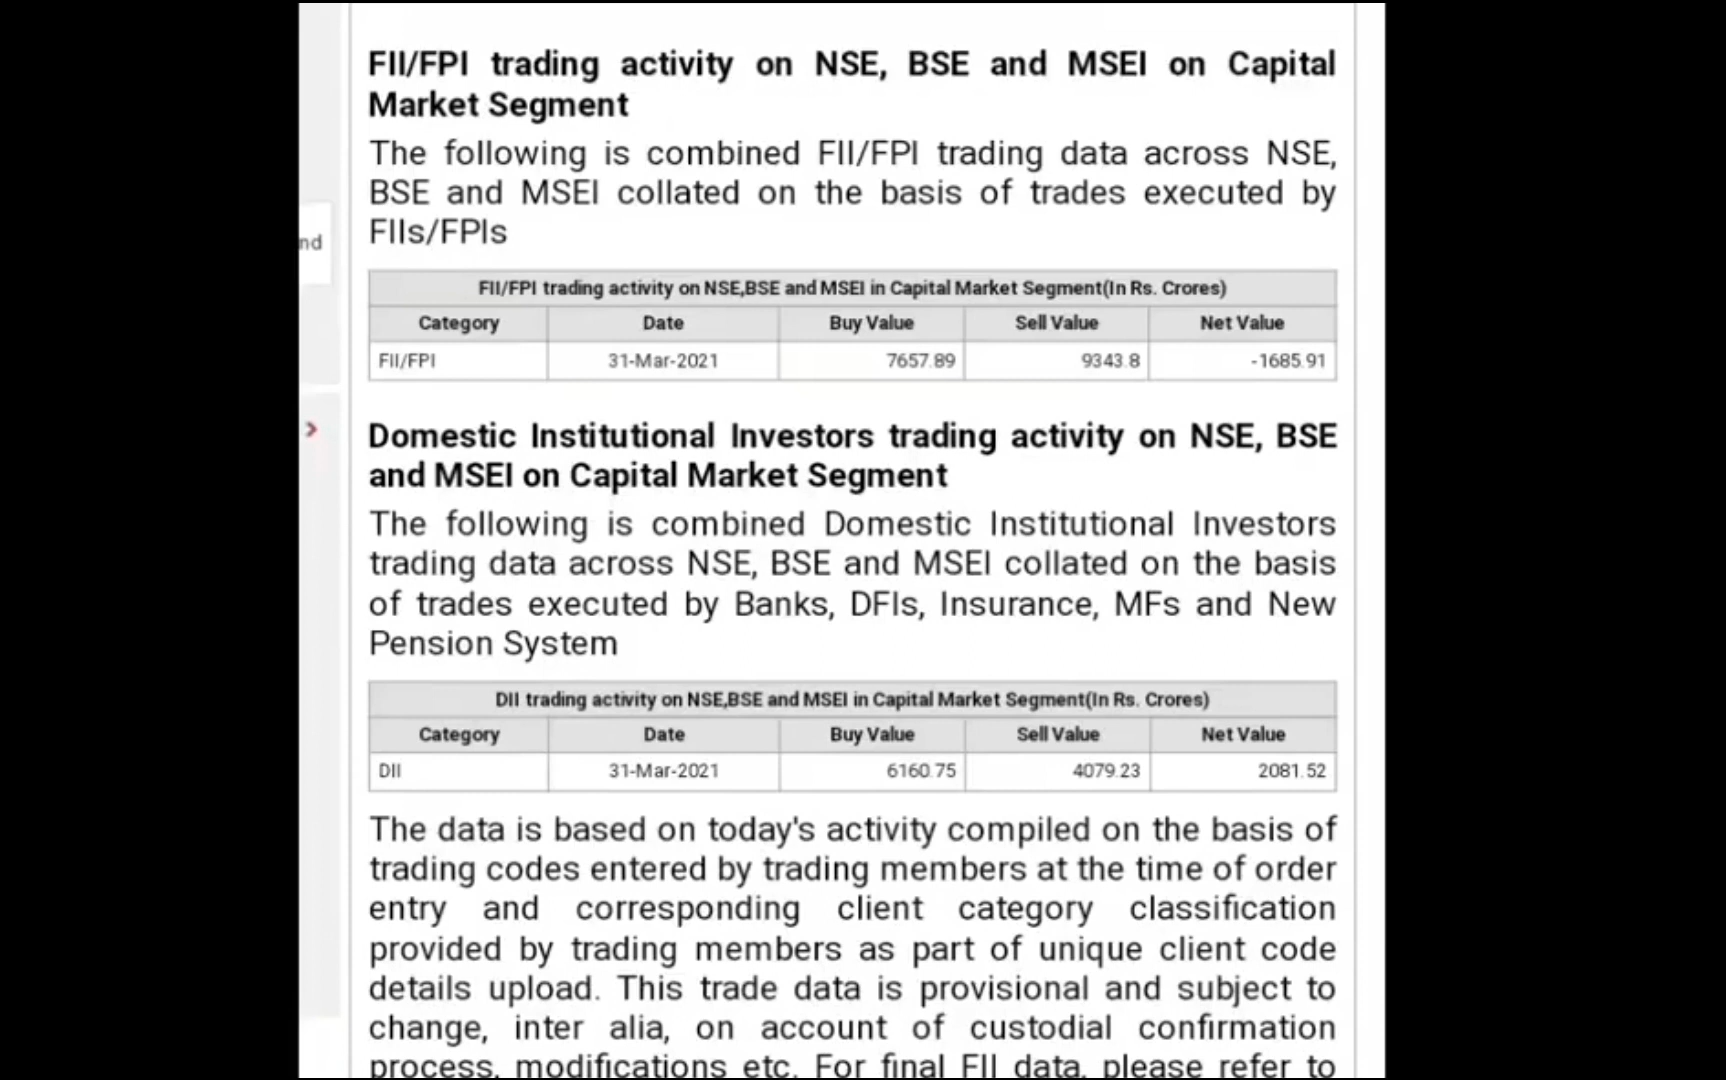 FII/FPI trading activity on NSE, BSE and MSEI on Capital
Market Segment
The following is combined FII/FPI trading data across NSE,
BSE and MSEI collated on the basis of trades executed by
FIIs/FPIs
nd
FII/FPI trading activity on NSE,BSE and MSEI in Capital Market Segment(In Rs. Crores)
Category Date Buy Value Sell Value Net Value
FII/FPI 31-Mar-2021 7657.89 9343.8 -1685.91
Domestic Institutional Investors trading activity on NSE, BSE
and MSEI on Capital Market Segment
The following is combined Domestic Institutional Investors
trading data across NSE, BSE and MSEI collated on the basis
of trades executed by Banks, DFIs, Insurance, MFs and New
Pension System
DII trading activity on NSE,BSE and MSEI in Capital Market Segment(In Rs. Crores)
Category Date Buy Value Sell Value Net Value
DII 31-Mar-2021 6160.75 4079.23 2081.52
The data is based on today's activity compiled on the basis of
trading codes entered by trading members at the time of order
entry and corresponding client category classification
provided by trading members as part of unique client code
details upload. This trade data is provisional and subject to
change, inter alia, on account of custodial confirmation
process, modifications etc. For final FII data, please refer to